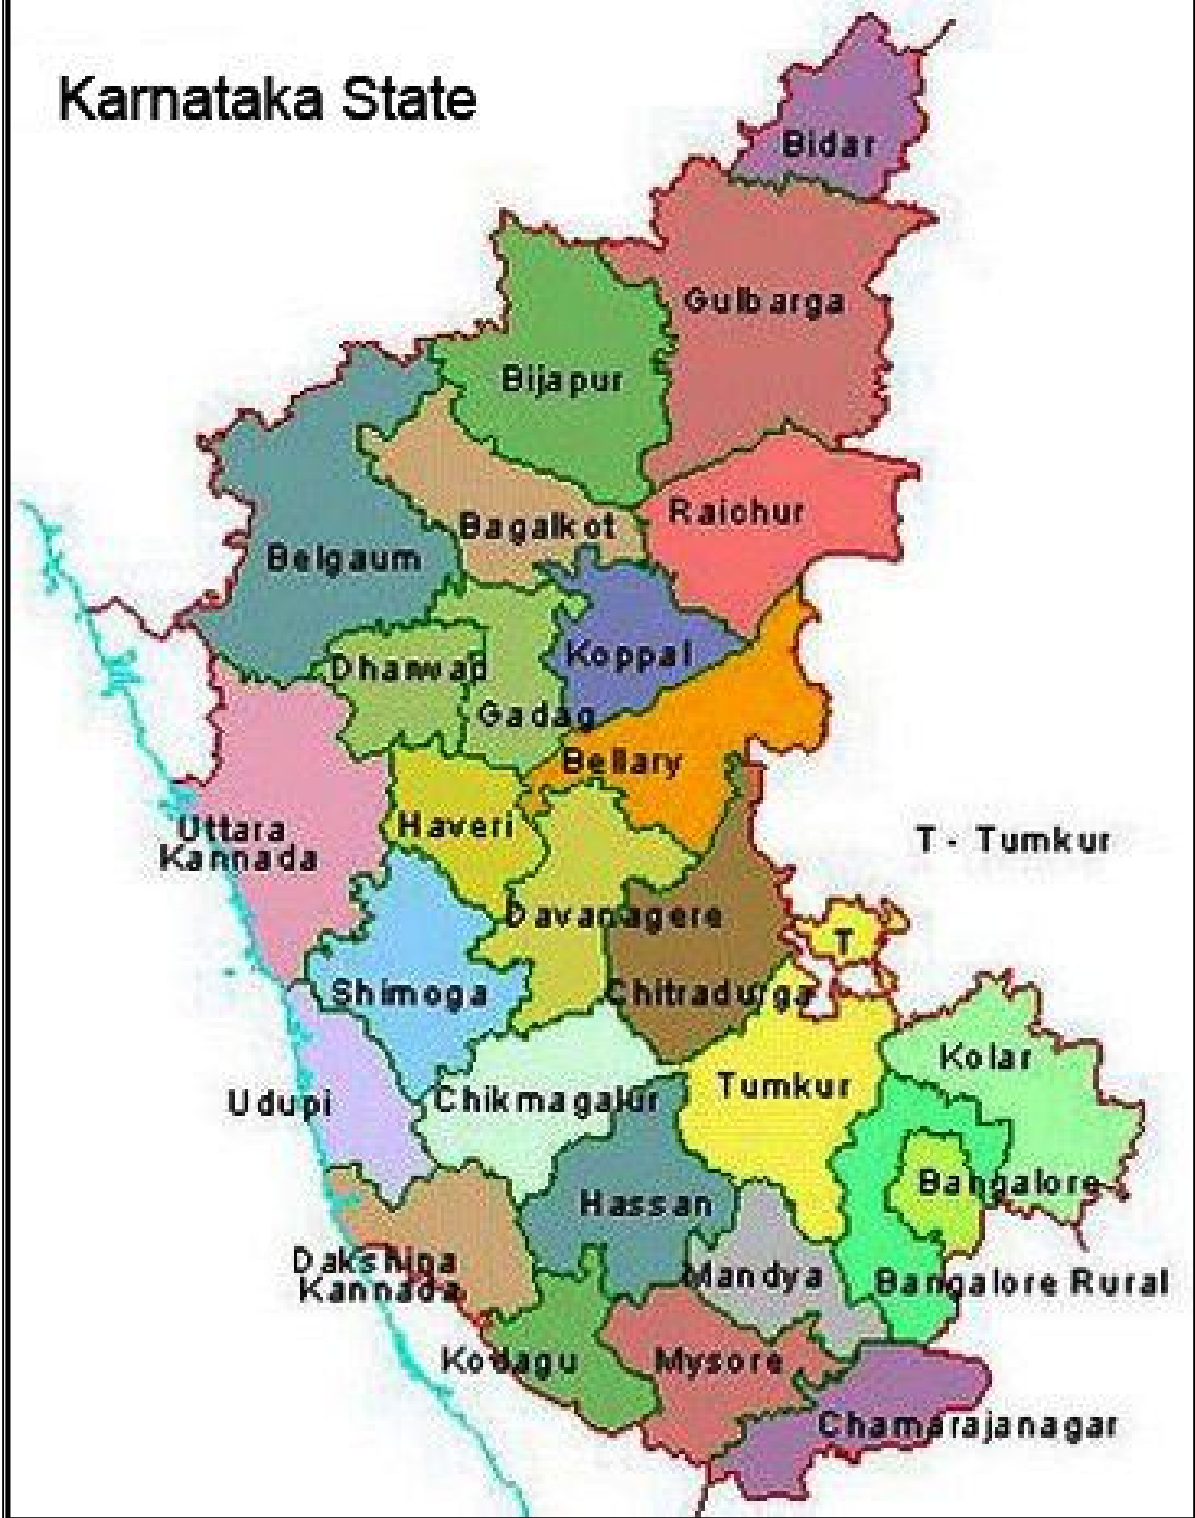 Karnataka State
Bidar
Gulbarga
Bijapur
Raichur
Bagalkot
Belgaum
Koppal
Dharwad
Gadag
Bellary
Haveri
Uttara
Kannada
T - Tumkur
Davanagere
T
Shimoga
Chitradurga
Kolar
Tumkur
Udupi
Chikmagalur
Bangalore
Hassan
Dakshina
Kannada
Mandya
Bangalore Rural
Kodagu
Mysore
Chamarajanagar